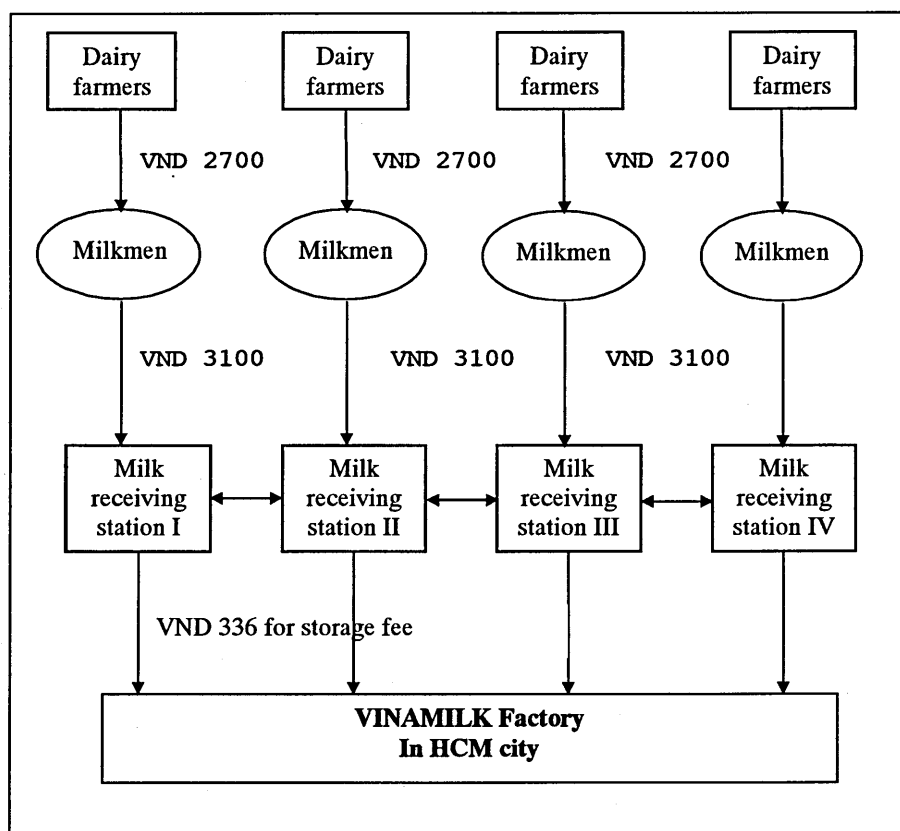 Dairy
farmers
Dairy
farmers
Dairy
farmers
Dairy
farmers
VND 2700
VND 2700
VND 2700
Milkmen
Milkmen
Milkmen
Milkmen
VND 3100
VND 3100
VND 3100
Milk
receiving
station I
Milk
receiving
station II
Milk
receiving
station III
Milk
receiving
station IV
VND 336 for storage fee
VINAMILK Factory
In HCM city